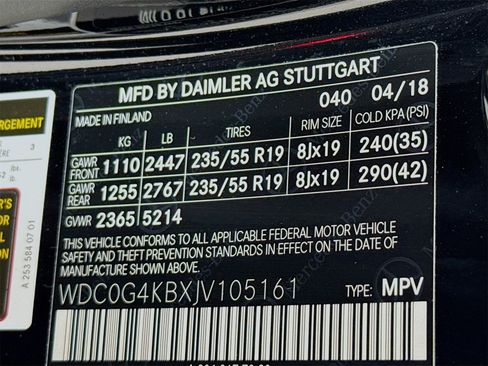 MFD BY DAIMLER AG STUTTGART
MADE IN FINLAND 040 04/18
KG LB TIRES RIM SIZE COLD KPA(PSI)
GAWR FRONT 1110 2447 235/55 R19 8Jx19 240(35)
GAWR REAR 1255 2767 235/55 R19 8Jx19 290(42)
GVWR 2365 5214
THIS VEHICLE CONFORMS TO ALL APPLICABLE FEDERAL MOTOR VEHICLE
SAFETY AND THEFT PREVENTION STANDARDS IN EFFECT ON THE DATE
OF MANUFACTURE SHOWN ABOVE.
WDC0G4KBXJV105161 TYPE: MPV
A 253 584 07 01